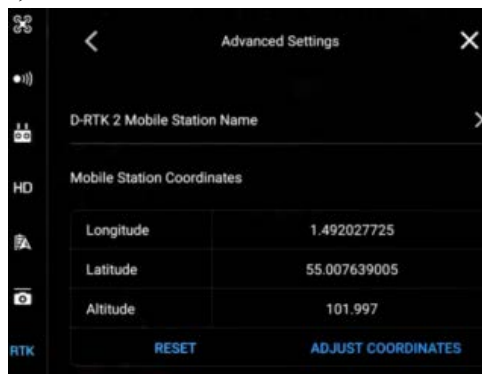 Advanced Settings
D-RTK 2 Mobile Station Name
HD
Mobile Station Coordinates
Longitude 1.492027725
Latitude 55.007639005
Altitude 101.997
RTK RESET ADJUST COORDINATES